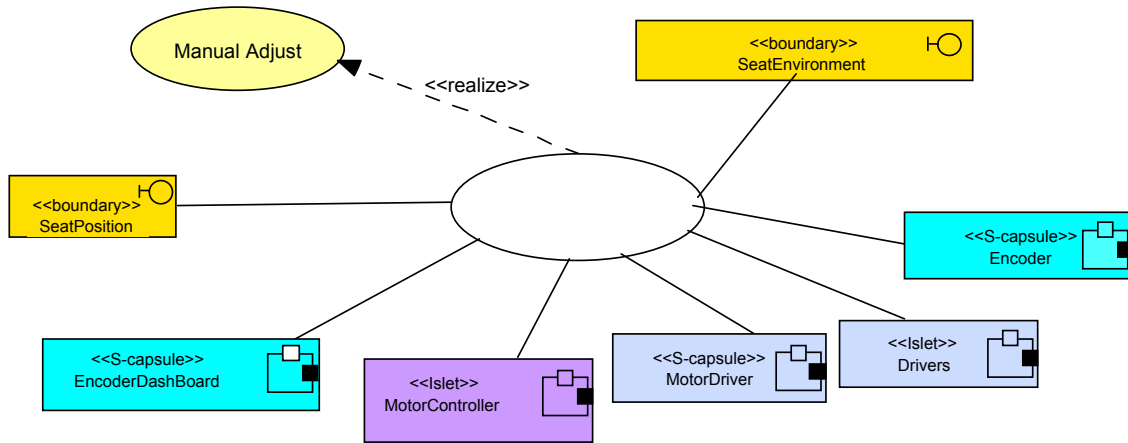 Manual Adjust
<<realize>>
<<boundary>>
SeatEnvironment
<<boundary>>
SeatPosition
<<S-capsule>>
Encoder
<<S-capsule>>
EncoderDashBoard
<<Islet>>
MotorController
<<S-capsule>>
MotorDriver
<<Islet>>
Drivers